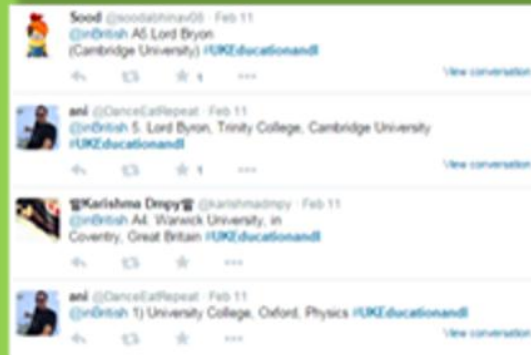 Sood @soodabhinav08 · Feb 11
@inBritish A5 Lord Bryon
(Cambridge University) #UKEducationandI
1
View conversation
ani @DanceEatRepeat · Feb 11
@inBritish 5. Lord Byron, Trinity College, Cambridge University
#UKEducationandI
1
View conversation
Karishma Dmpy @karishmadmpy · Feb 11
@inBritish A4. Warwick University, in
Coventry, Great Britain #UKEducationandI
ani @DanceEatRepeat · Feb 11
@inBritish 1) University College, Oxford, Physics #UKEducationandI
View conversation